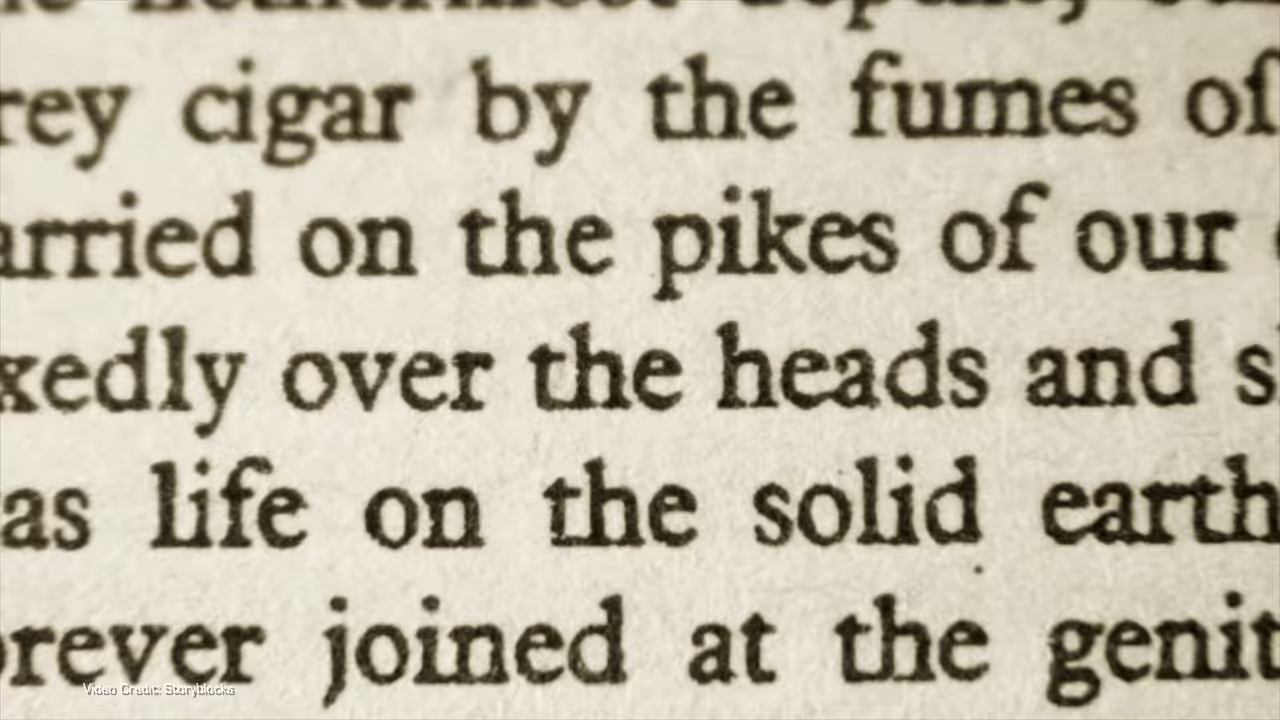 rey cigar by the fumes of
arried on the pikes of our
xedly over the heads and s
as life on the solid earth
rever joined at the genit
Video Credit: Storyblocks